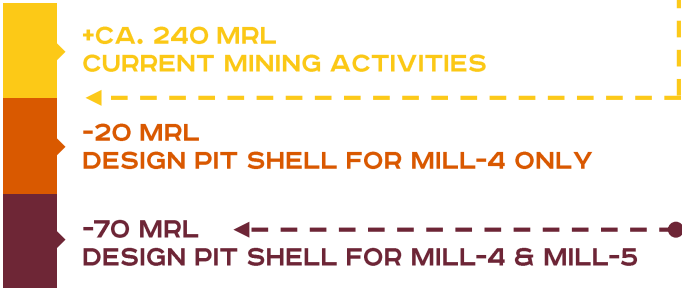 +CA. 240 MRL
CURRENT MINING ACTIVITIES
-20 MRL
DESIGN PIT SHELL FOR MILL-4 ONLY
-70 MRL
DESIGN PIT SHELL FOR MILL-4 & MILL-5